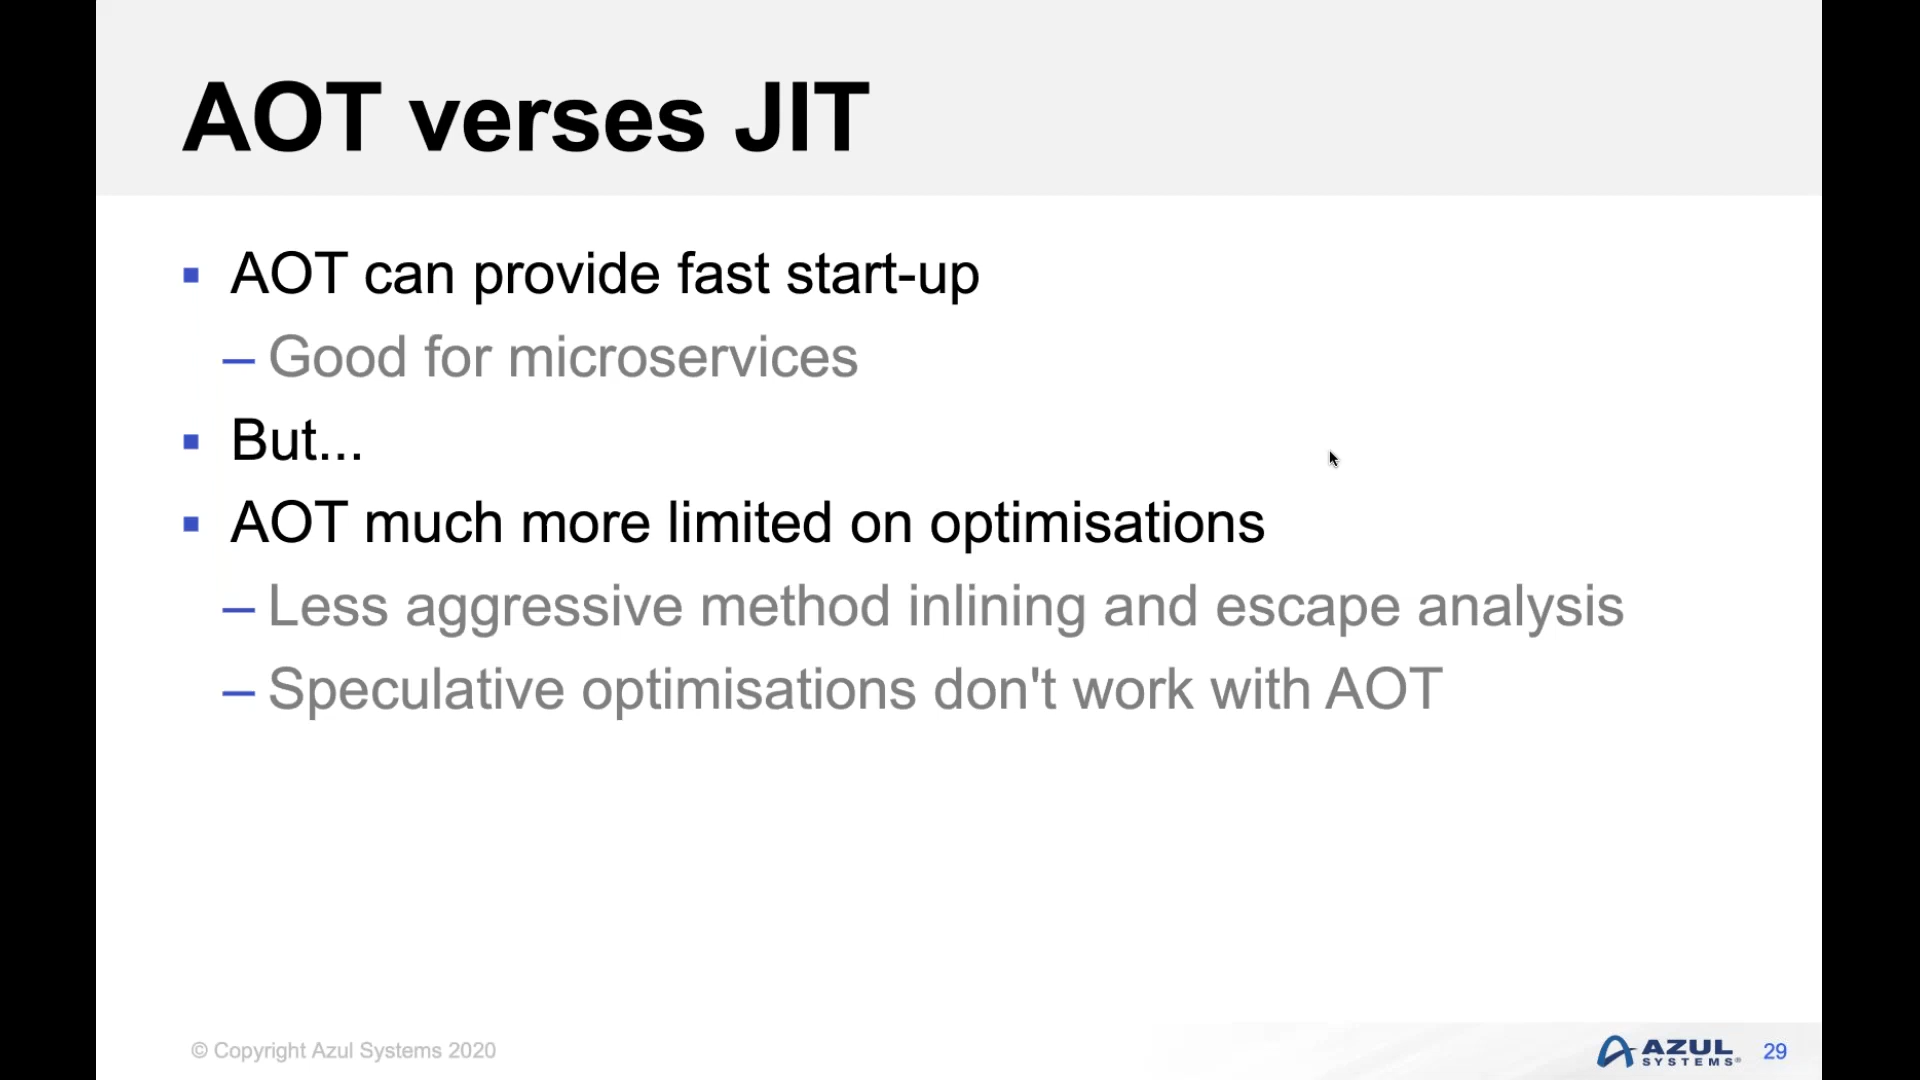 AOT verses JIT
AOT can provide fast start-up
– Good for microservices
But...
AOT much more limited on optimisations
– Less aggressive method inlining and escape analysis
– Speculative optimisations don't work with AOT
© Copyright Azul Systems 2020
AZUL
SYSTEMS®
29